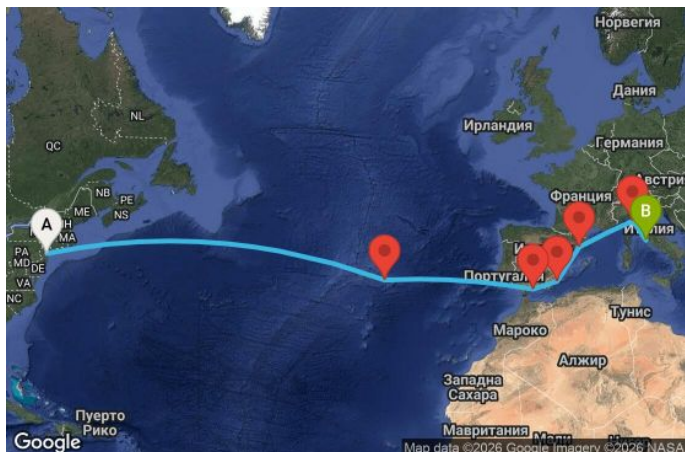 Норвегия
Дания
NL
Ирландия
QC
Германия
Австри
NB
PE
Франция
ME
NS
A
B
MA
PA
MD
DE
Португалия
VA
NC
Тунис
Мароко
Алжир
Западна
Сахара
Пуерто
Рико
Мавритания
Мали
Google
Map data ©2026 Google Imagery ©2026 NASA